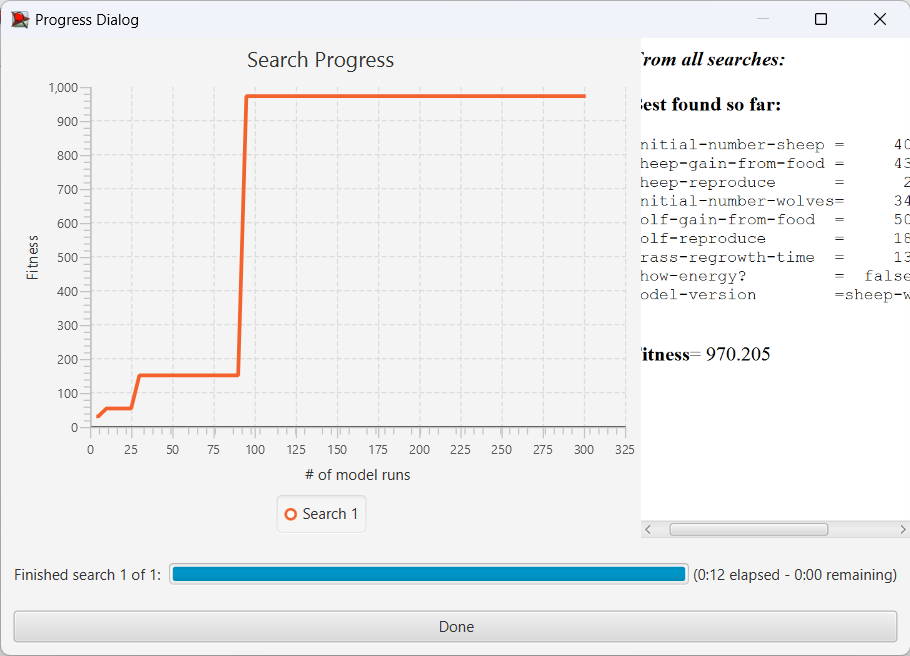 Progress Dialog
Search Progress
1,000
900
800
700
600
500
400
300
200
100
0
Fitness
0 25 50 75 100 125 150 175 200 225 250 275 300 325
# of model runs
Search 1
rom all searches:
est found so far:
nitial-number-sheep = 40
heep-gain-from-food = 43
heep-reproduce = 2
nitial-number-wolves= 34
olf-gain-from-food = 50
olf-reproduce = 18
rass-regrowth-time = 13
how-energy? = false
odel-version =sheep-w
itness= 970.205
Finished search 1 of 1: (0:12 elapsed - 0:00 remaining)
Done